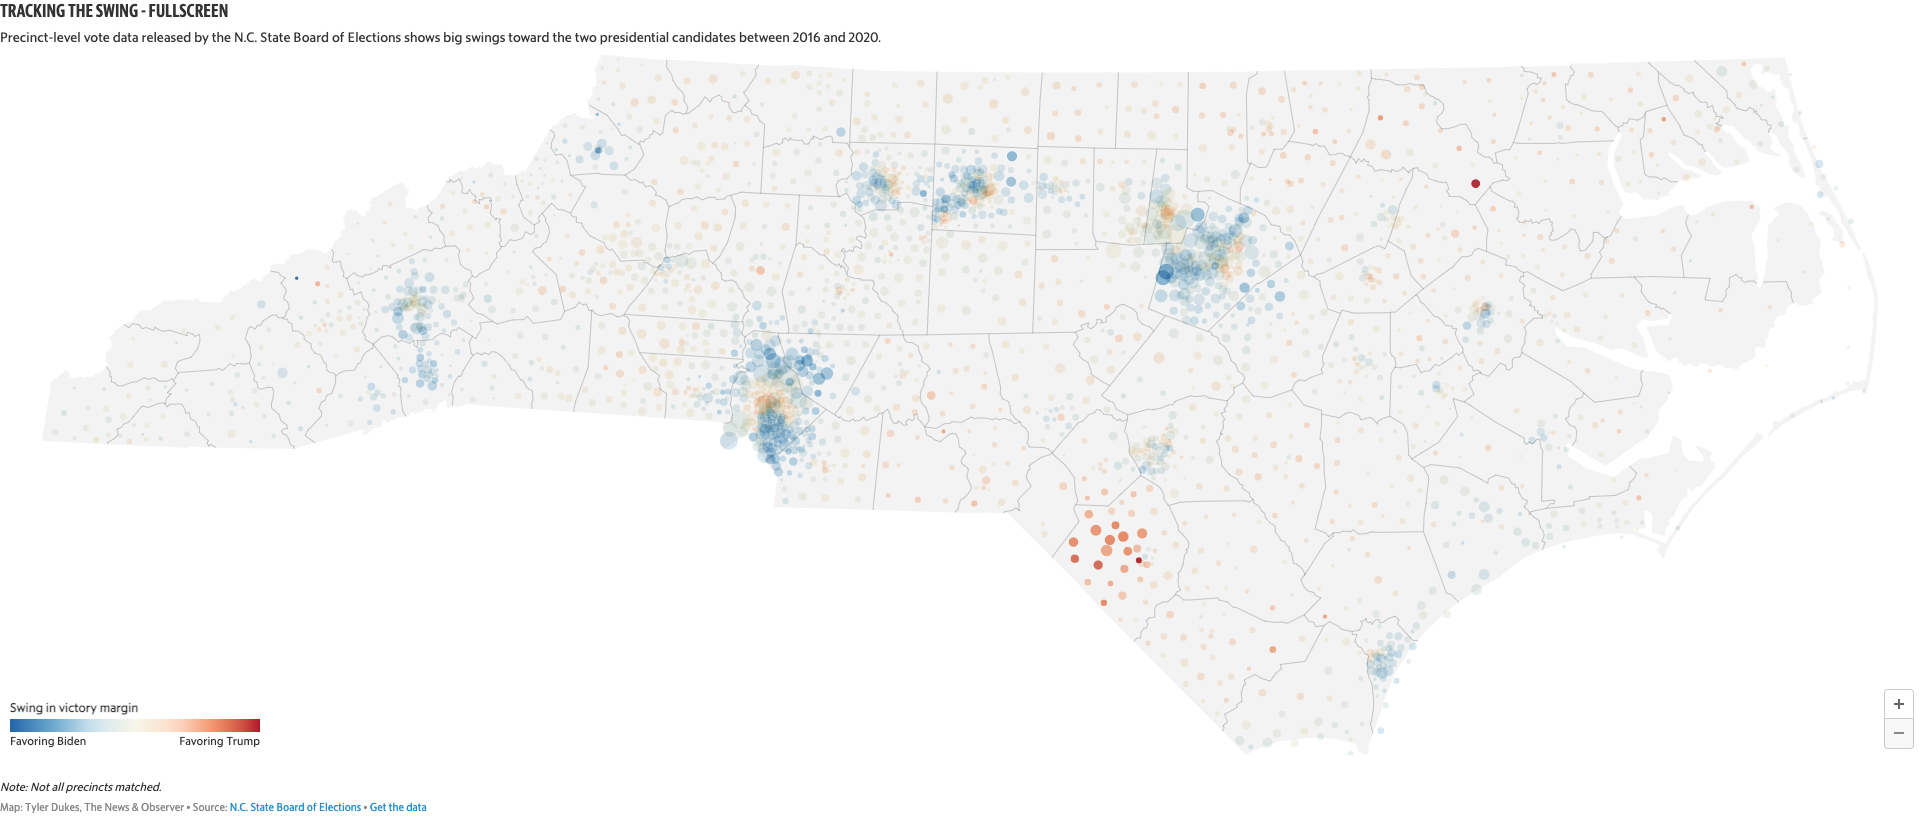 TRACKING THE SWING - FULLSCREEN
Precinct-level vote data released by the N.C. State Board of Elections shows big swings toward the two presidential candidates between 2016 and 2020.
Swing in victory margin
Favoring Biden Favoring Trump
+
−
Note: Not all precincts matched.
Map: Tyler Dukes, The News & Observer • Source: N.C. State Board of Elections • Get the data